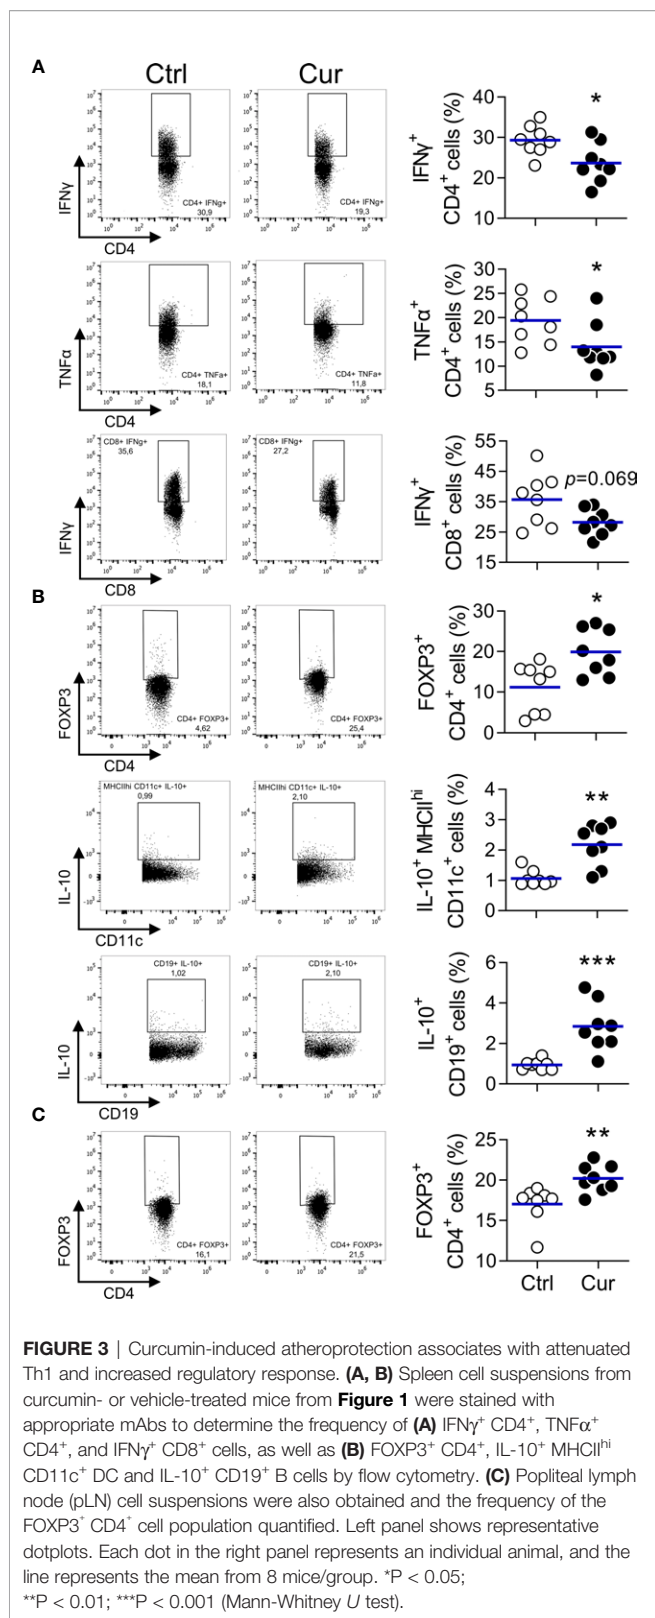 A
Ctrl
Cur
IFNγ
CD4
CD4+ IFNg+
30,9
CD4+ IFNg+
19,3
IFNγ⁺
CD4⁺ cells (%)
40
30
20
10
*
TNFα
CD4
CD4+ TNFa+
18,1
CD4+ TNFa+
11,8
TNFα⁺
CD4⁺ cells (%)
30
25
20
15
10
5
*
IFNγ
CD8
CD8+ IFNg+
35,6
CD8+ IFNg+
27,2
IFNγ⁺
CD8⁺ cells (%)
55
45
35
25
15
p=0.069
B
FOXP3
CD4
CD4+ FOXP3+
4,62
CD4+ FOXP3+
25,4
FOXP3⁺
CD4⁺ cells (%)
30
20
10
0
*
IL-10
CD11c
MHCIIhi CD11c+ IL-10+
0,99
MHCIIhi CD11c+ IL-10+
2,10
IL-10⁺ MHCIIʰⁱ
CD11c⁺ cells (%)
4
3
2
1
0
**
IL-10
CD19
CD19+ IL-10+
1,02
CD19+ IL-10+
2,10
IL-10⁺
CD19⁺ cells (%)
6
4
2
0
***
C
FOXP3
CD4
CD4+ FOXP3+
16,1
CD4+ FOXP3+
21,5
FOXP3⁺
CD4⁺ cells (%)
25
20
15
10
**
Ctrl
Cur
FIGURE 3 | Curcumin-induced atheroprotection associates with attenuated
Th1 and increased regulatory response. (A, B) Spleen cell suspensions from
curcumin- or vehicle-treated mice from Figure 1 were stained with
appropriate mAbs to determine the frequency of (A) IFNγ⁺ CD4⁺, TNFα⁺
CD4⁺, and IFNγ⁺ CD8⁺ cells, as well as (B) FOXP3⁺ CD4⁺, IL-10⁺ MHCIIʰⁱ
CD11c⁺ DC and IL-10⁺ CD19⁺ B cells by flow cytometry. (C) Popliteal lymph
node (pLN) cell suspensions were also obtained and the frequency of the
FOXP3⁺ CD4⁺ cell population quantified. Left panel shows representative
dotplots. Each dot in the right panel represents an individual animal, and the
line represents the mean from 8 mice/group. *P < 0.05;
**P < 0.01; ***P < 0.001 (Mann-Whitney U test).